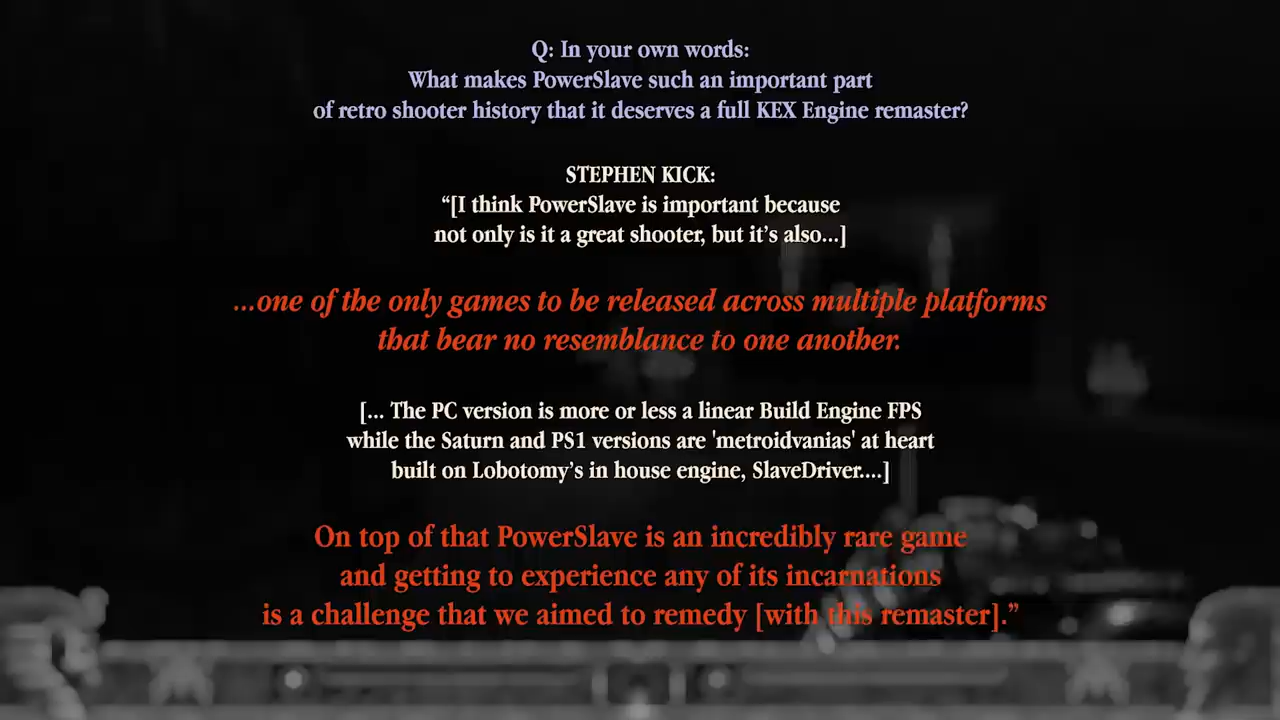 Q: In your own words:
What makes PowerSlave such an important part
of retro shooter history that it deserves a full KEX Engine remaster?
STEPHEN KICK:
“[I think PowerSlave is important because
not only is it a great shooter, but it’s also...]
...one of the only games to be released across multiple platforms
that bear no resemblance to one another.
[... The PC version is more or less a linear Build Engine FPS
while the Saturn and PS1 versions are 'metroidvanias' at heart
built on Lobotomy’s in house engine, SlaveDriver....]
On top of that PowerSlave is an incredibly rare game
and getting to experience any of its incarnations
is a challenge that we aimed to remedy [with this remaster].”